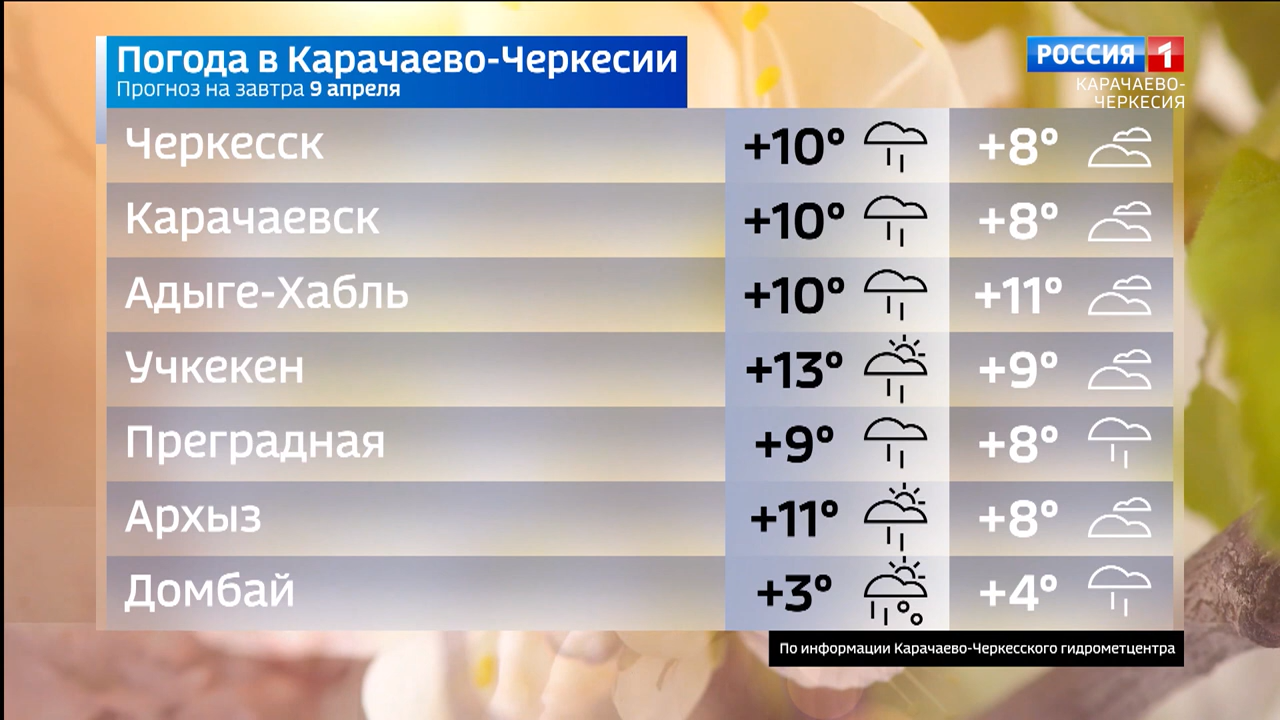 Погода в Карачаево-Черкесии
Прогноз на завтра 9 апреля
РОССИЯ 1
КАРАЧАЕВО-
ЧЕРКЕСИЯ
Черкесск +10° +8°
Карачаевск +10° +8°
Адыге-Хабль +10° +11°
Учкекен +13° +9°
Преградная +9° +8°
Архыз +11° +8°
Домбай +3° +4°
По информации Карачаево-Черкесского гидрометцентра